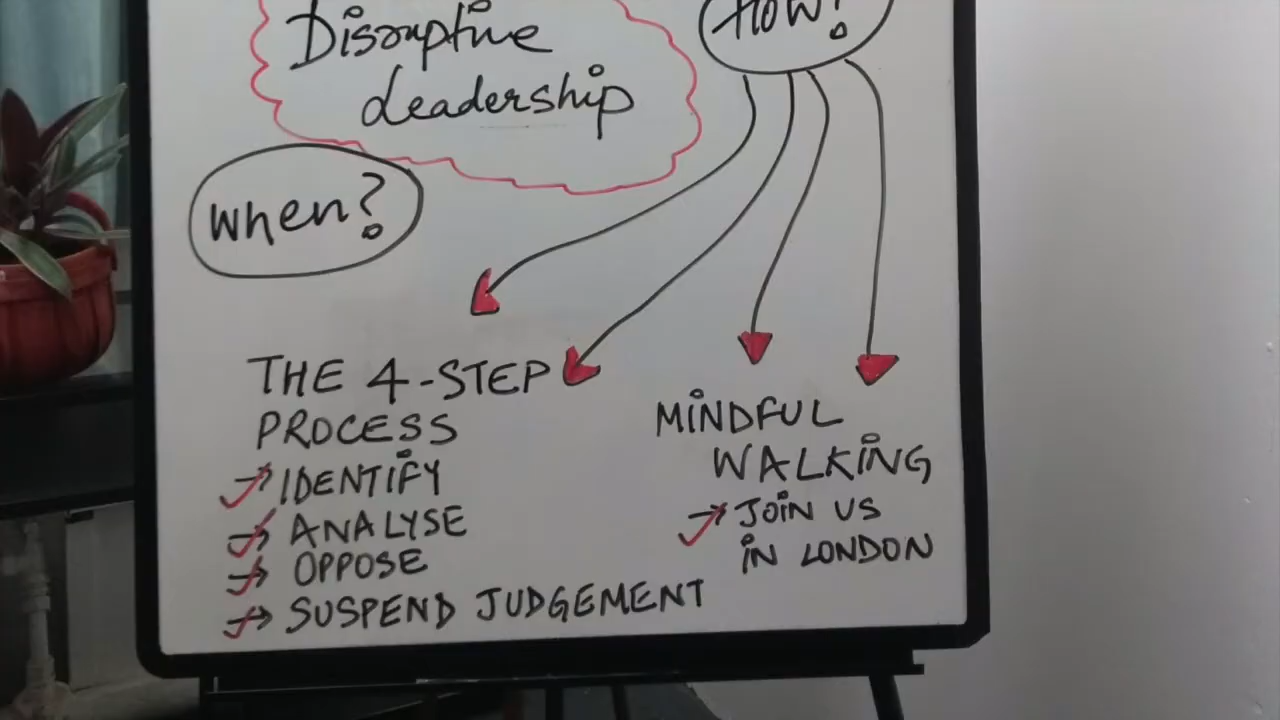 Disruptive
Leadership
How?
When?
THE 4-STEP
PROCESS
→ IDENTIFY
→ ANALYSE
→ OPPOSE
→ SUSPEND JUDGEMENT
MINDFUL
WALKING
→ JOIN US
IN LONDON